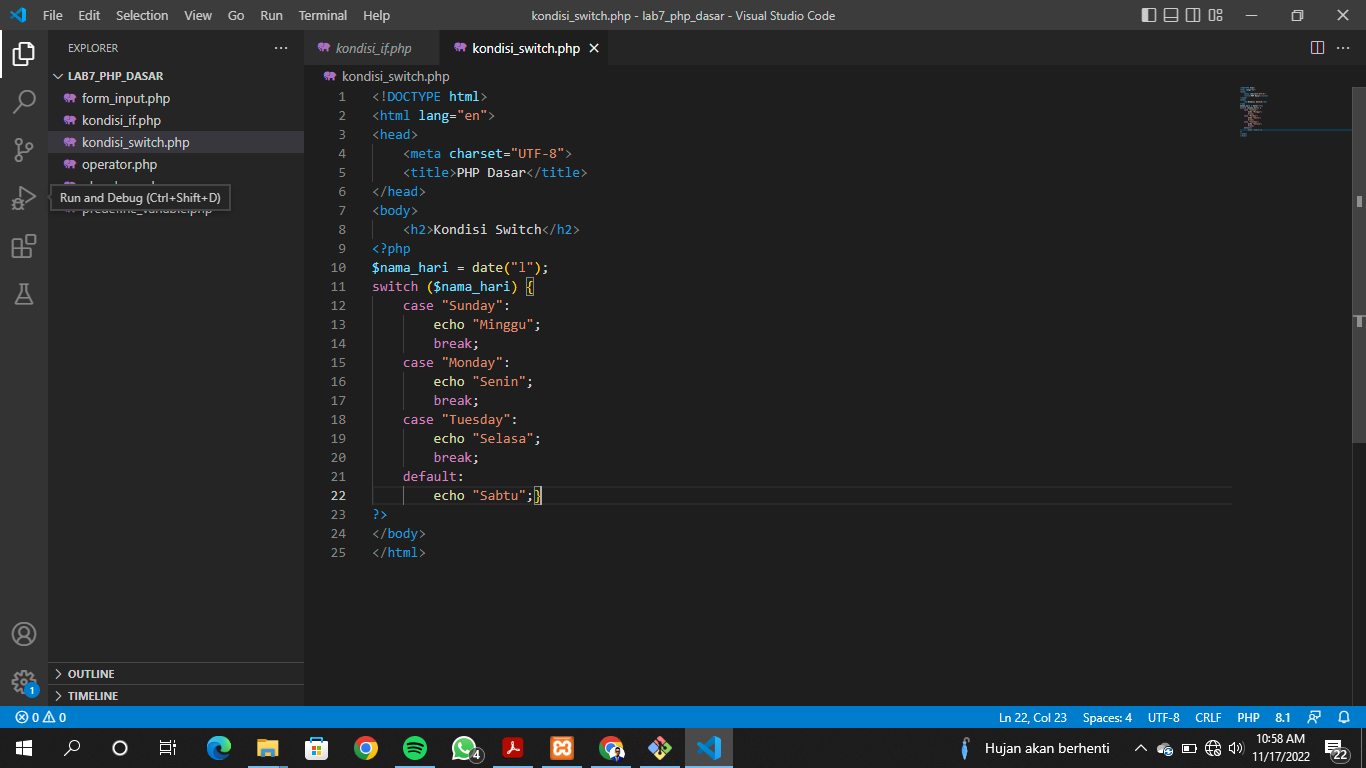 File Edit Selection View Go Run Terminal Help kondisi_switch.php - lab7_php_dasar - Visual Studio Code
EXPLORER
kondisi_if.php kondisi_switch.php
LAB7_PHP_DASAR
form_input.php
kondisi_if.php
kondisi_switch.php
operator.php
Run and Debug (Ctrl+Shift+D)
predefine_variable.php
kondisi_switch.php
1 <!DOCTYPE html>
2 <html lang="en">
3 <head>
4 <meta charset="UTF-8">
5 <title>PHP Dasar</title>
6 </head>
7 <body>
8 <h2>Kondisi Switch</h2>
9 <?php
10 $nama_hari = date("l");
11 switch ($nama_hari) {
12 case "Sunday":
13 echo "Minggu";
14 break;
15 case "Monday":
16 echo "Senin";
17 break;
18 case "Tuesday":
19 echo "Selasa";
20 break;
21 default:
22 echo "Sabtu";}
23 ?>
24 </body>
25 </html>
OUTLINE
TIMELINE
1
0 0 Ln 22, Col 23 Spaces: 4 UTF-8 CRLF PHP 8.1
4 Hujan akan berhenti 10:58 AM
11/17/2022 22